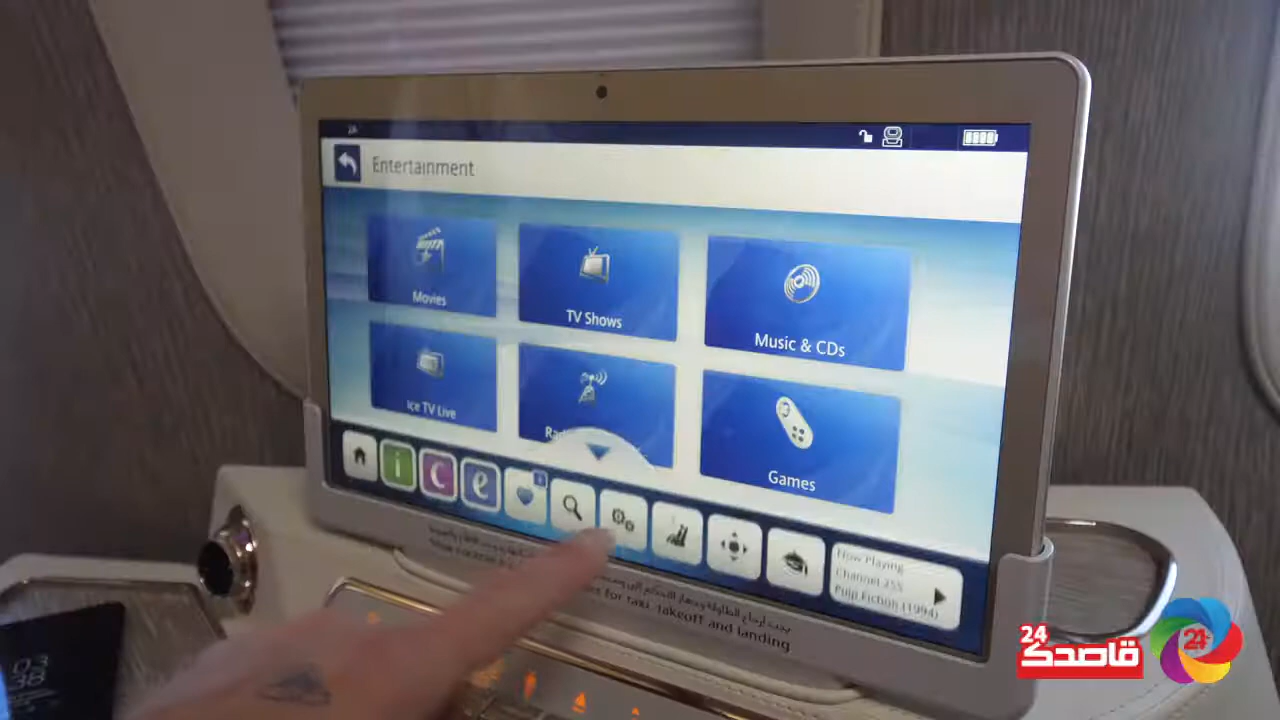 Entertainment
Movies
TV Shows
Music & CDs
Ice TV Live
Games
i
c
e
Now Playing
Channel 255
Pulp Fiction (1994)
for taxi, takeoff and landing
24
قاصدک
24